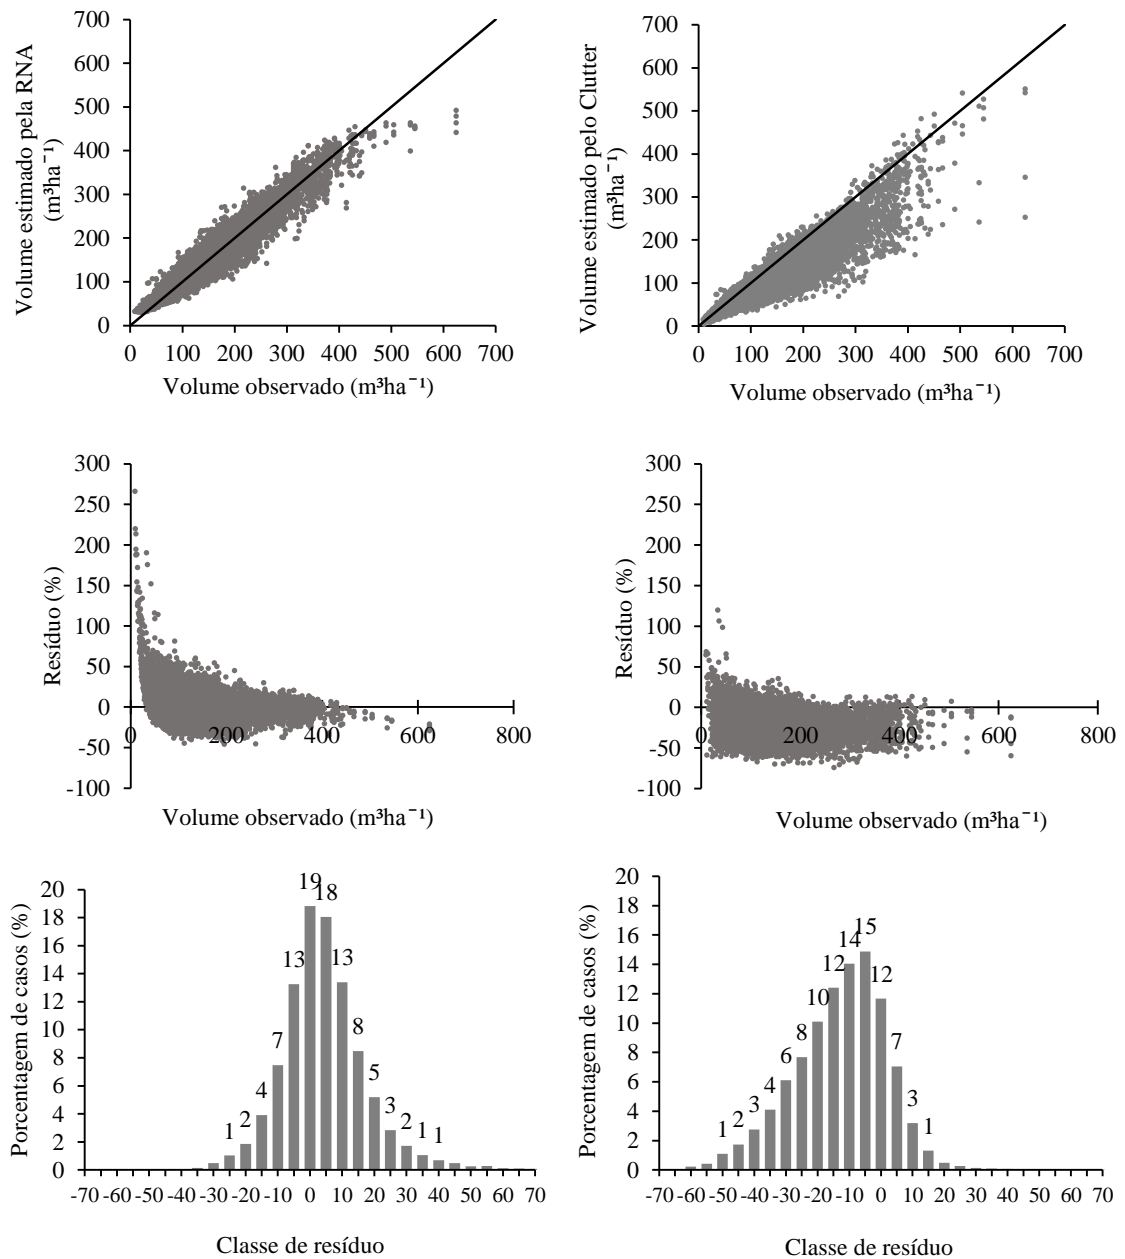 Volume estimado pela RNA
(m³ha⁻¹)
700
600
500
400
300
200
100
0
0 100 200 300 400 500 600 700
Volume observado (m³ha⁻¹)
Volume estimado pelo Clutter
(m³ha⁻¹)
700
600
500
400
300
200
100
0
0 100 200 300 400 500 600 700
Volume observado (m³ha⁻¹)
Resíduo (%)
300
250
200
150
100
50
0
-50
-100
0 200 400 600 800
Volume observado (m³ha⁻¹)
Resíduo (%)
300
250
200
150
100
50
0
-50
-100
0 200 400 600 800
Volume observado (m³ha⁻¹)
Porcentagem de casos (%)
20
18
16
14
12
10
8
6
4
2
0
1 2 4 7 13 19 18 13 8 5 3 2 1 1
-70 -60 -50 -40 -30 -20 -10 0 10 20 30 40 50 60 70
Classe de resíduo
Porcentagem de casos (%)
20
18
16
14
12
10
8
6
4
2
0
1 2 3 4 6 8 10 12 14 15 12 7 3 1
-70 -60 -50 -40 -30 -20 -10 0 10 20 30 40 50 60 70
Classe de resíduo